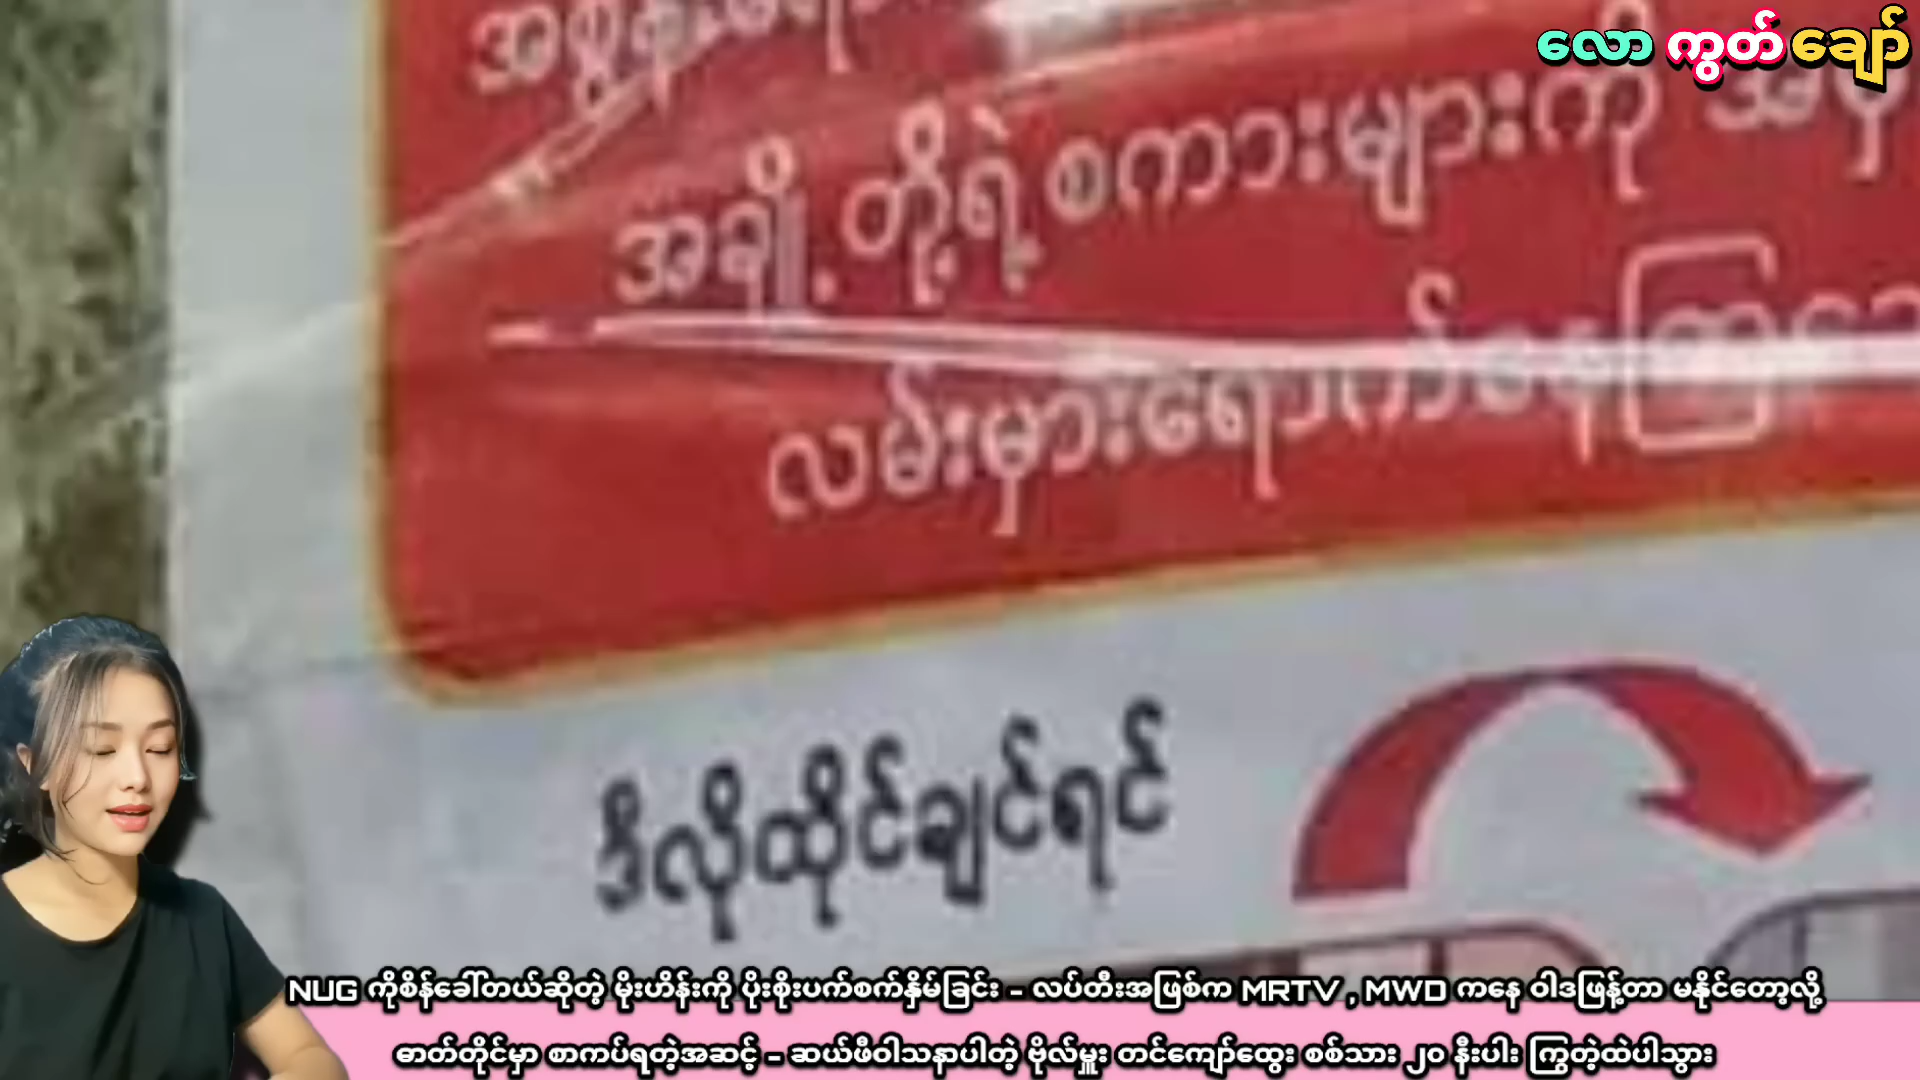 လော ကွတ် ချော်
အချို့တို့ရဲ့ စကားများကို
လမ်းမှားရောက်နေကြ
ဒီလိုထိုင်ချင်ရင်
NUG ကိုစိန်ခေါ်တယ်ဆိုတဲ့ မိုးဟိန်းကို ပိုးစိုးပက်စက်နှိမ်ခြင်း - လပ်တီးအဖြစ်က MRTV , MWD ကနေ ဝါဒဖြန့်တာ မနိုင်တော့လို့
ဓာတ်တိုင်မှာ စာကပ်ရတဲ့အဆင့် - ဆယ်ဖီဝါသနာပါတဲ့ ဗိုလ်မှူး တင်ကျော်ထွေး စစ်သား ၂၀ နီးပါး ကြွတဲ့ထဲပါသွား